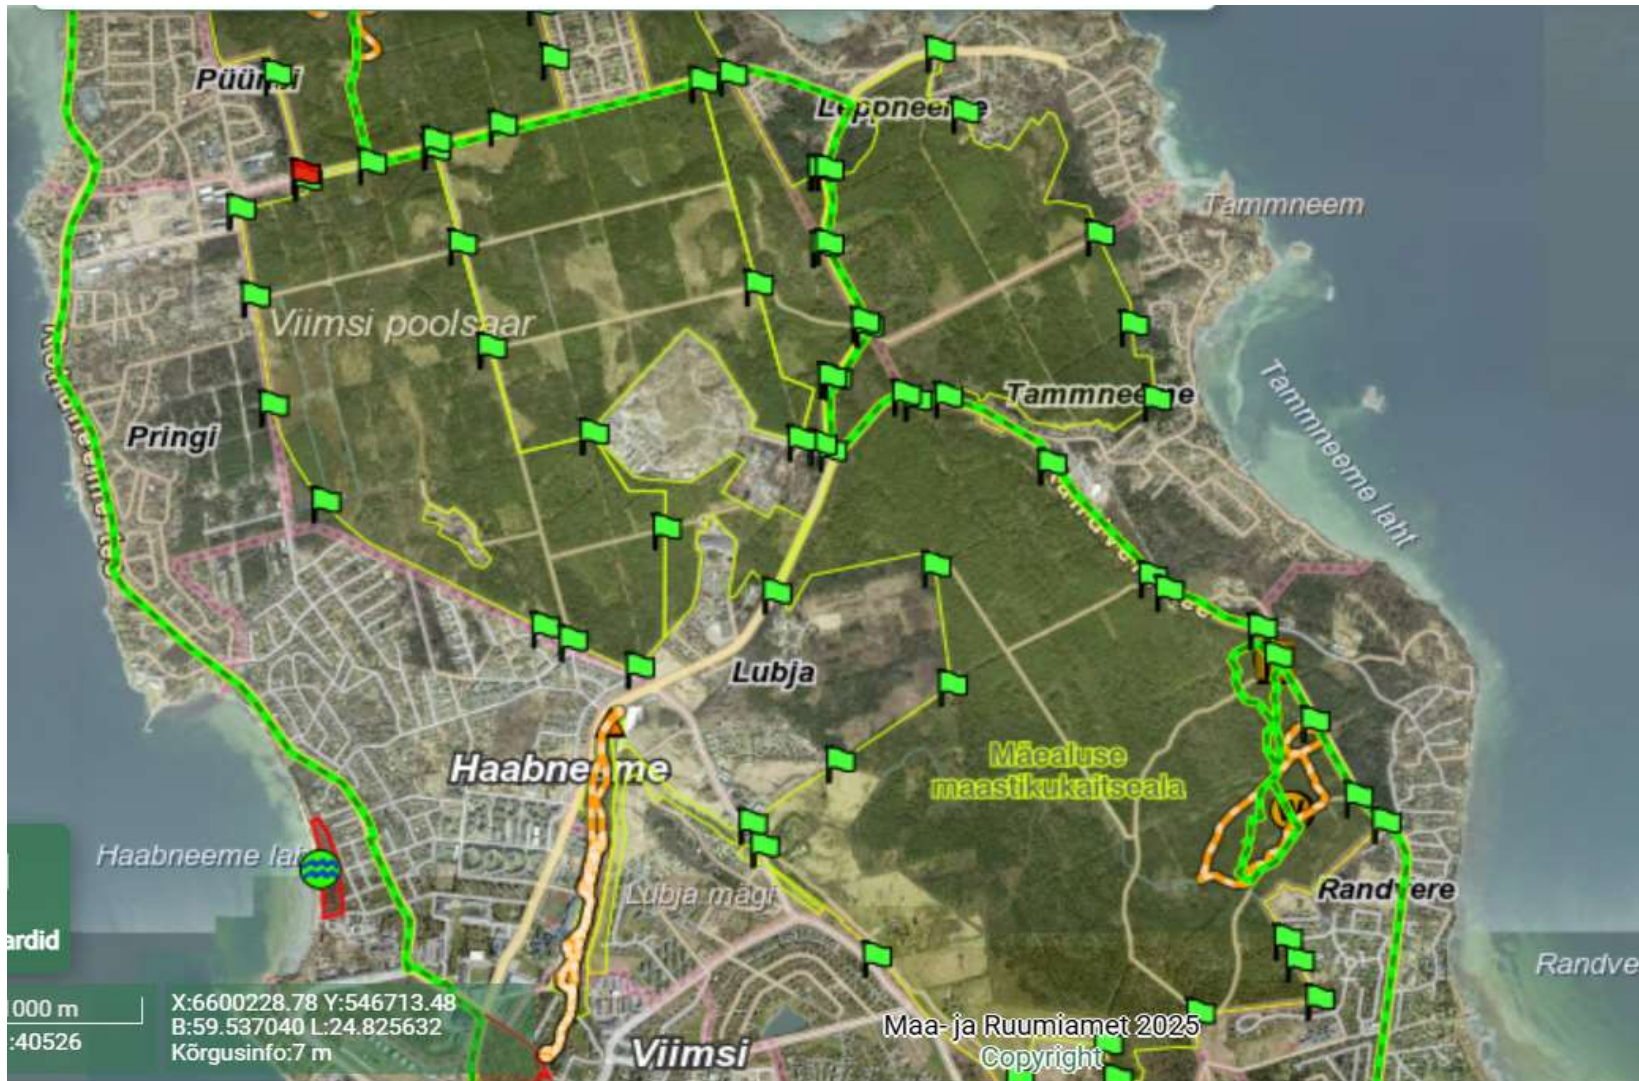 Püünsi
Leppneeme
Tammneem
Viimsi poolsaar
Tammneeme
Pringi
Tammneeme laht
Lubja
Haabneeme
Mäealuse
maastikukaitseala
Haabneeme lah
Lubja mägi
Randvere
ardid
Randve
1000 m
X:6600228.78 Y:546713.48
B:59.537040 L:24.825632
:40526
Kõrgusinfo:7 m
Maa- ja Ruumiamet 2025
Copyright
Viimsi